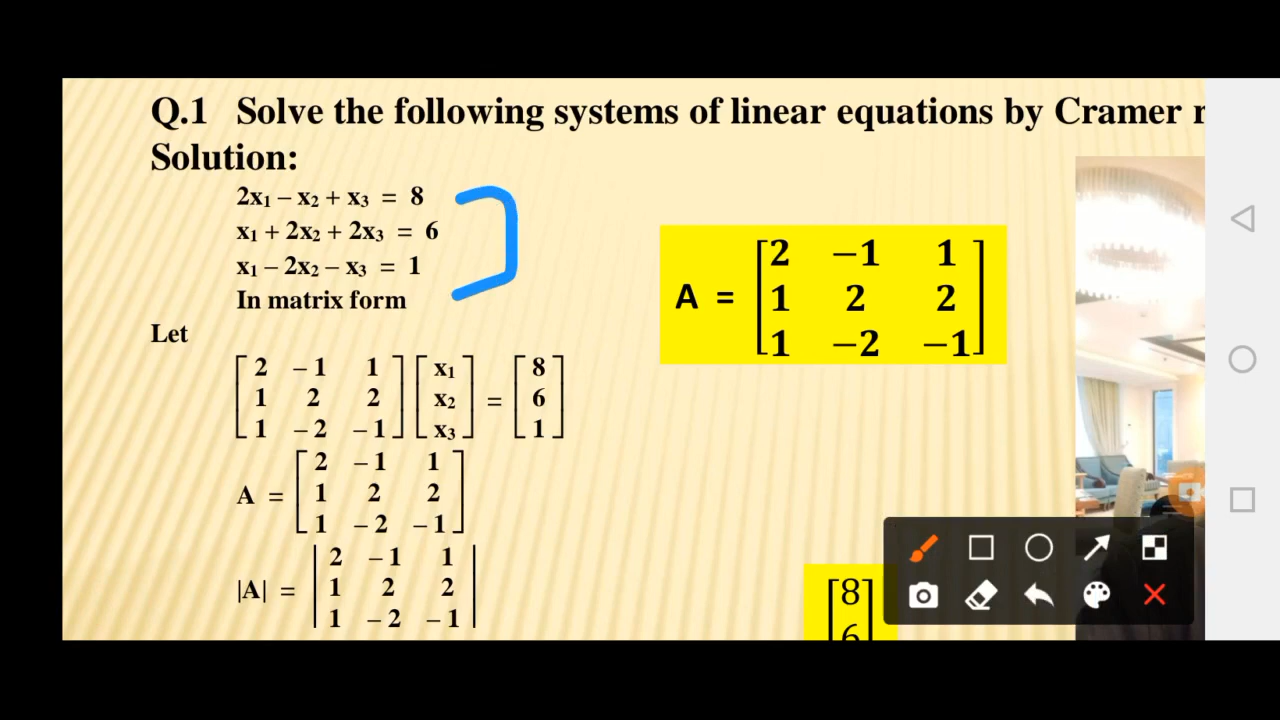 Q.1 Solve the following systems of linear equations by Cramer r
Solution:
2x₁ – x₂ + x₃ = 8
x₁ + 2x₂ + 2x₃ = 6
x₁ – 2x₂ – x₃ = 1
In matrix form
Let
[2 –1 1] [x₁] [8]
[1 2 2] [x₂] = [6]
[1 –2 –1] [x₃] [1]
[2 –1 1]
A = [1 2 2]
[1 –2 –1]
|2 –1 1|
|A| = |1 2 2|
|1 –2 –1|
[2 −1 1]
A = [1 2 2]
[1 −2 −1]
[8]
[6]